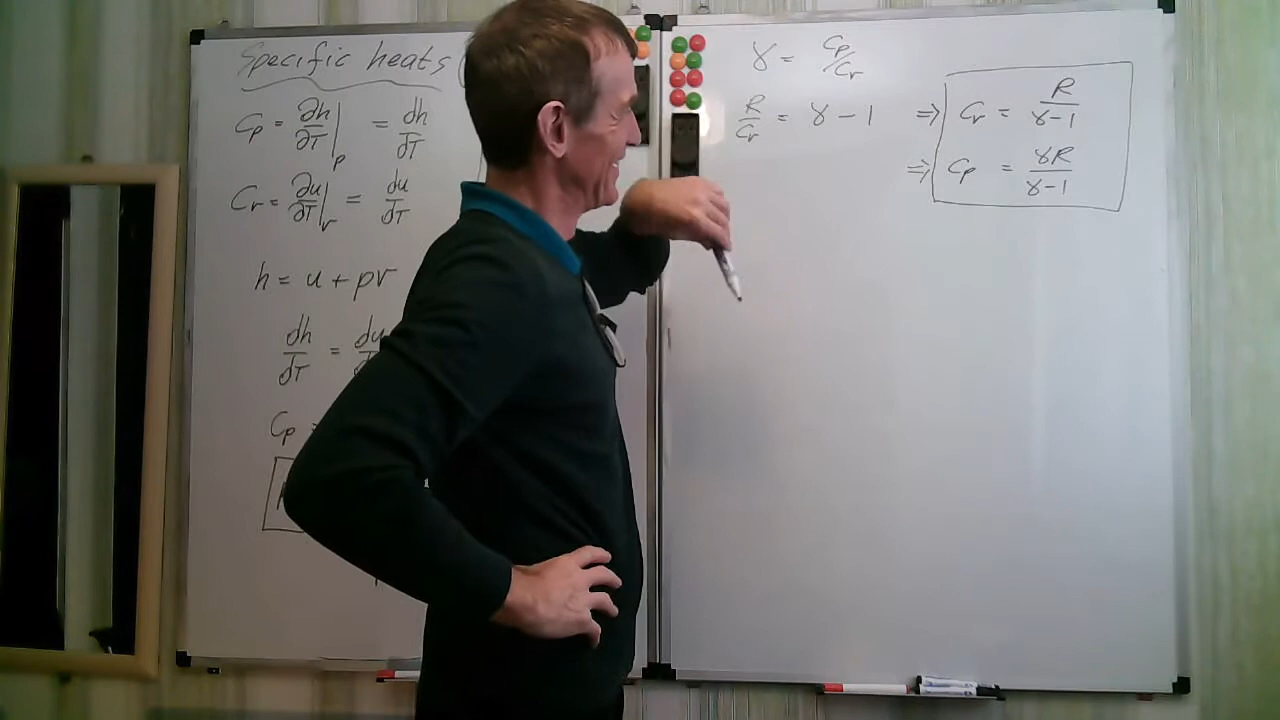 Specific heats (
Cp = ∂h/∂T|p = dh/dT
Cv = ∂u/∂T|v = du/dT
h = u + pv
dh/dT = du
Cp =
γ = Cp/Cv
R/Cv = γ - 1 ⇒ Cv = R/γ-1
⇒ Cp = γR/γ-1